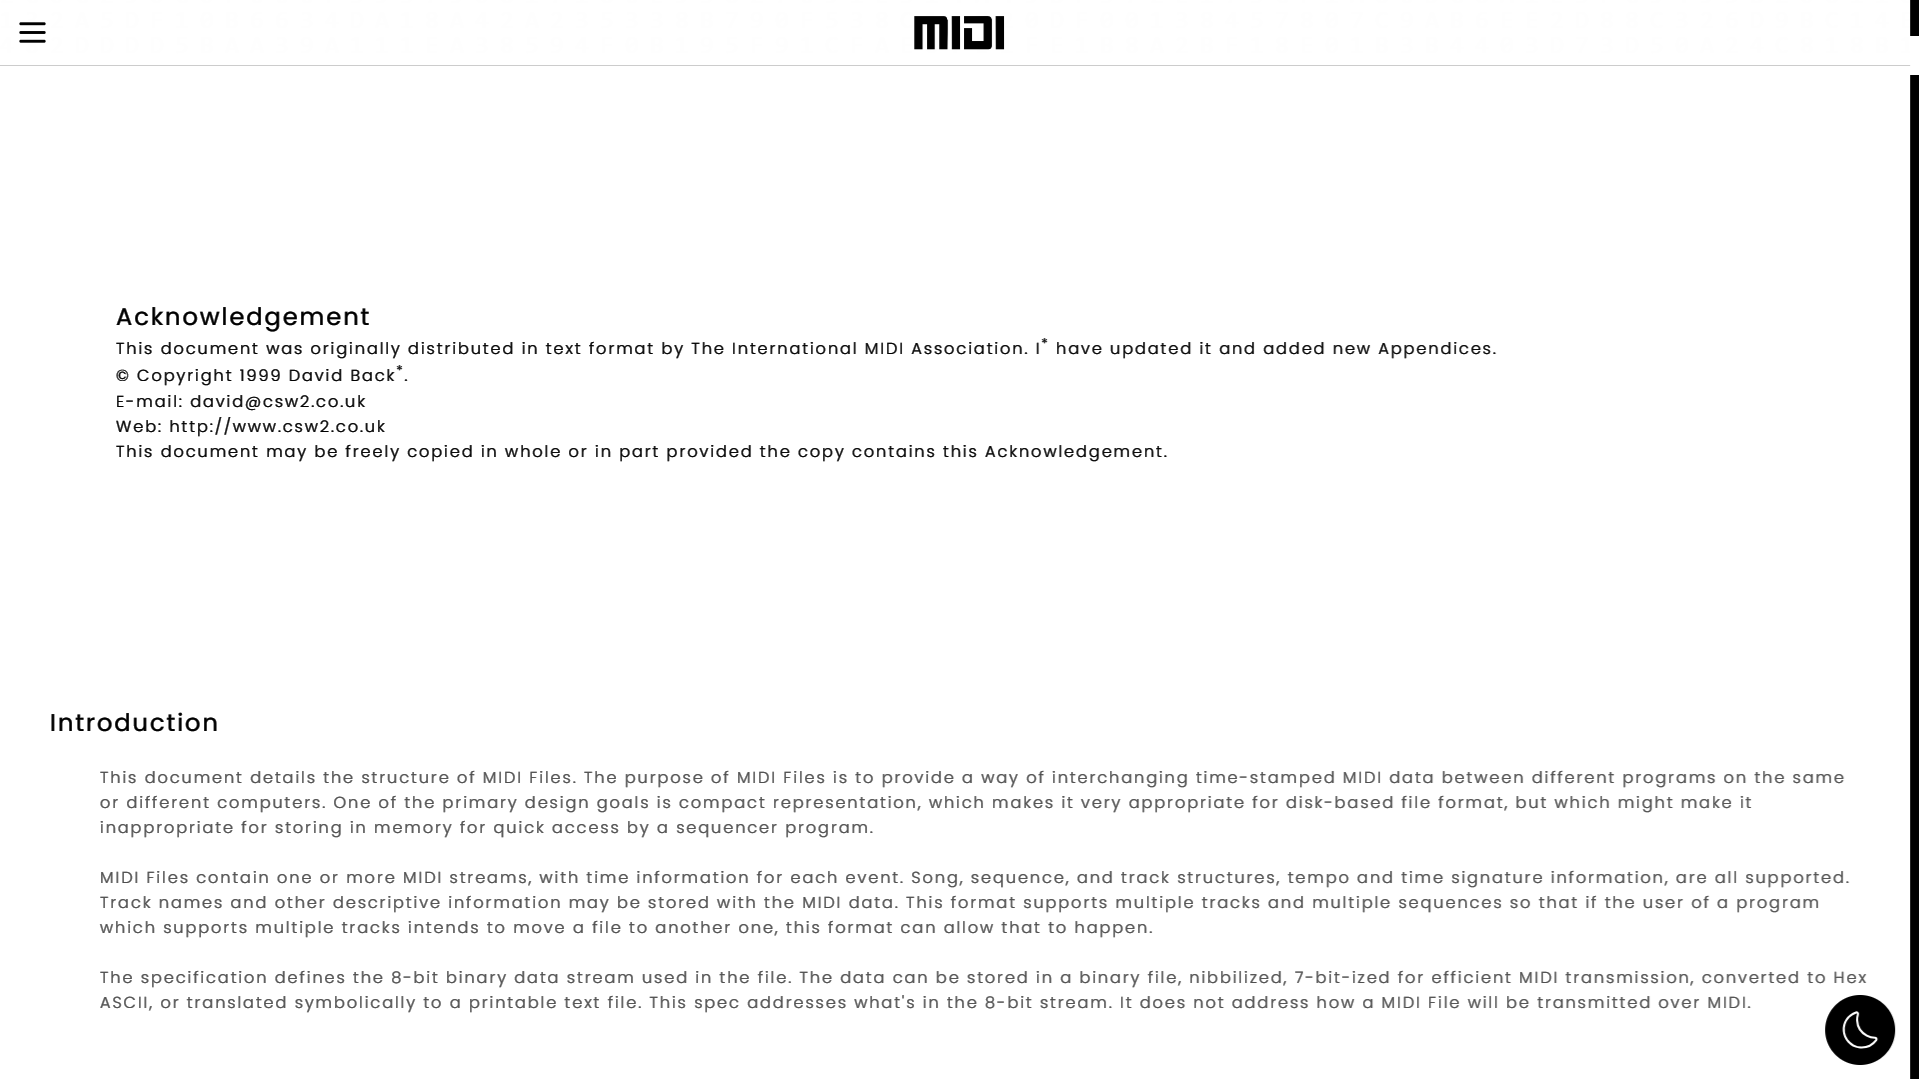 MIDI
Acknowledgement
This document was originally distributed in text format by The International MIDI Association. I* have updated it and added new Appendices.
© Copyright 1999 David Back*.
E-mail: david@csw2.co.uk
Web: http://www.csw2.co.uk
This document may be freely copied in whole or in part provided the copy contains this Acknowledgement.
Introduction
This document details the structure of MIDI Files. The purpose of MIDI Files is to provide a way of interchanging time-stamped MIDI data between different programs on the same
or different computers. One of the primary design goals is compact representation, which makes it very appropriate for disk-based file format, but which might make it
inappropriate for storing in memory for quick access by a sequencer program.
MIDI Files contain one or more MIDI streams, with time information for each event. Song, sequence, and track structures, tempo and time signature information, are all supported.
Track names and other descriptive information may be stored with the MIDI data. This format supports multiple tracks and multiple sequences so that if the user of a program
which supports multiple tracks intends to move a file to another one, this format can allow that to happen.
The specification defines the 8-bit binary data stream used in the file. The data can be stored in a binary file, nibbilized, 7-bit-ized for efficient MIDI transmission, converted to Hex
ASCII, or translated symbolically to a printable text file. This spec addresses what's in the 8-bit stream. It does not address how a MIDI File will be transmitted over MIDI.